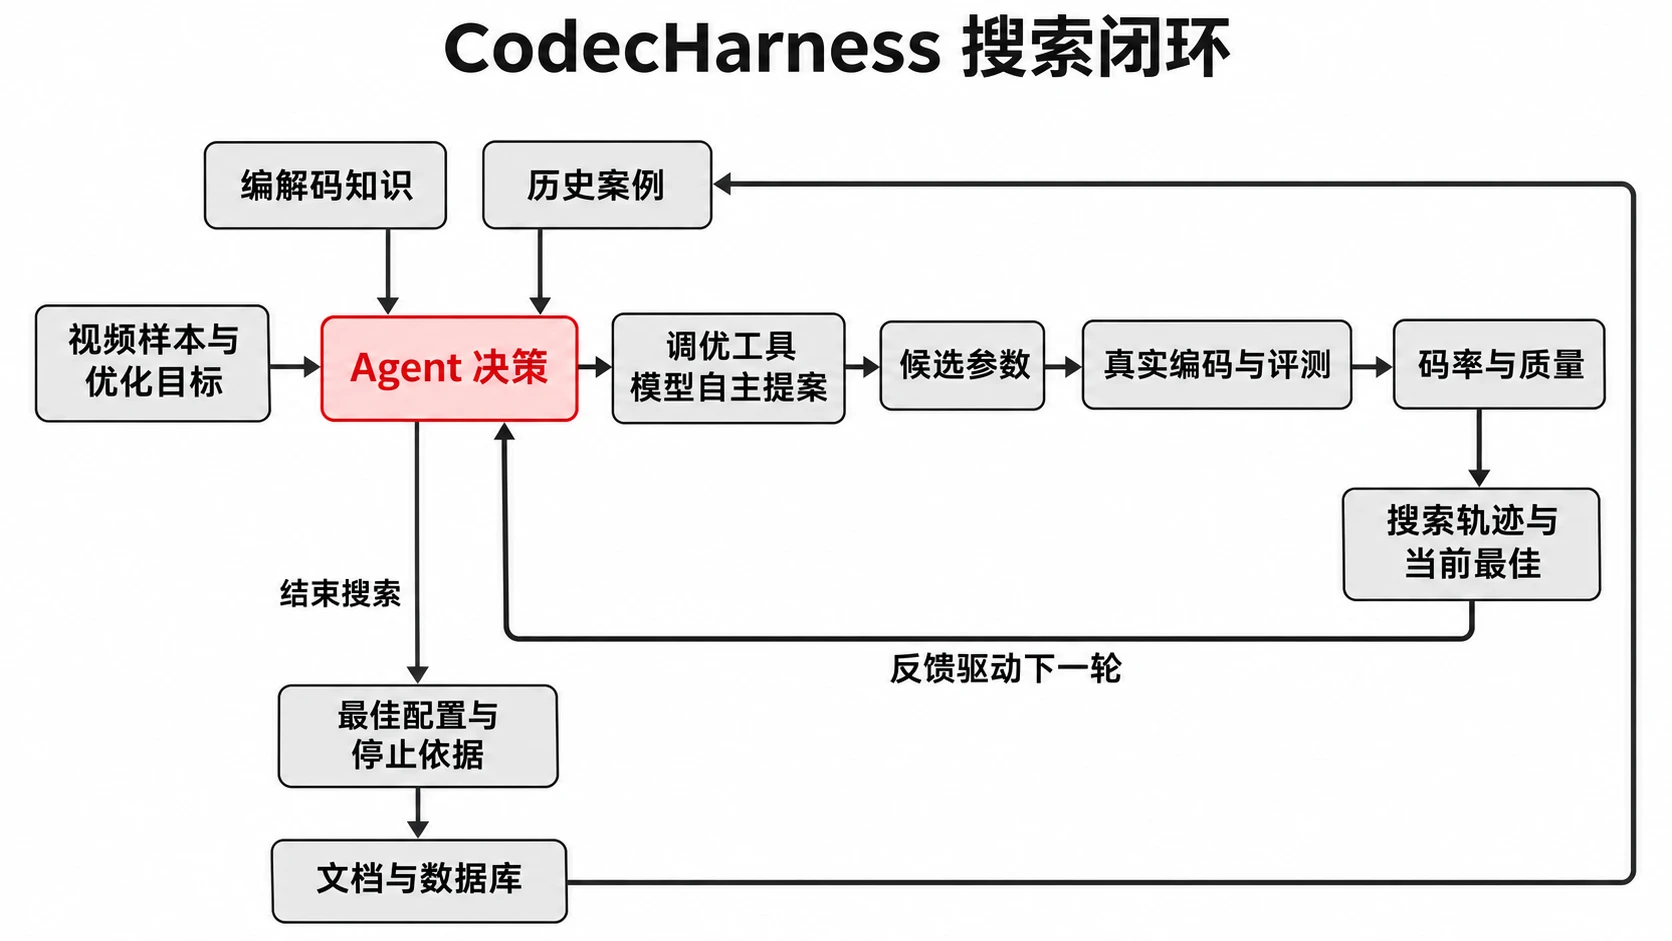 CodecHarness 搜索闭环
编解码知识
历史案例
视频样本与
优化目标
Agent 决策
调优工具
模型自主提案
候选参数
真实编码与评测
码率与质量
搜索轨迹与
当前最佳
结束搜索
反馈驱动下一轮
最佳配置与
停止依据
文档与数据库